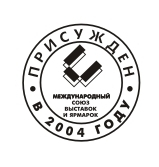 • ПРИСУЖДЕН •
МЕЖДУНАРОДНЫЙ
СОЮЗ
ВЫСТАВОК
И ЯРМАРОК
В 2004 ГОДУ